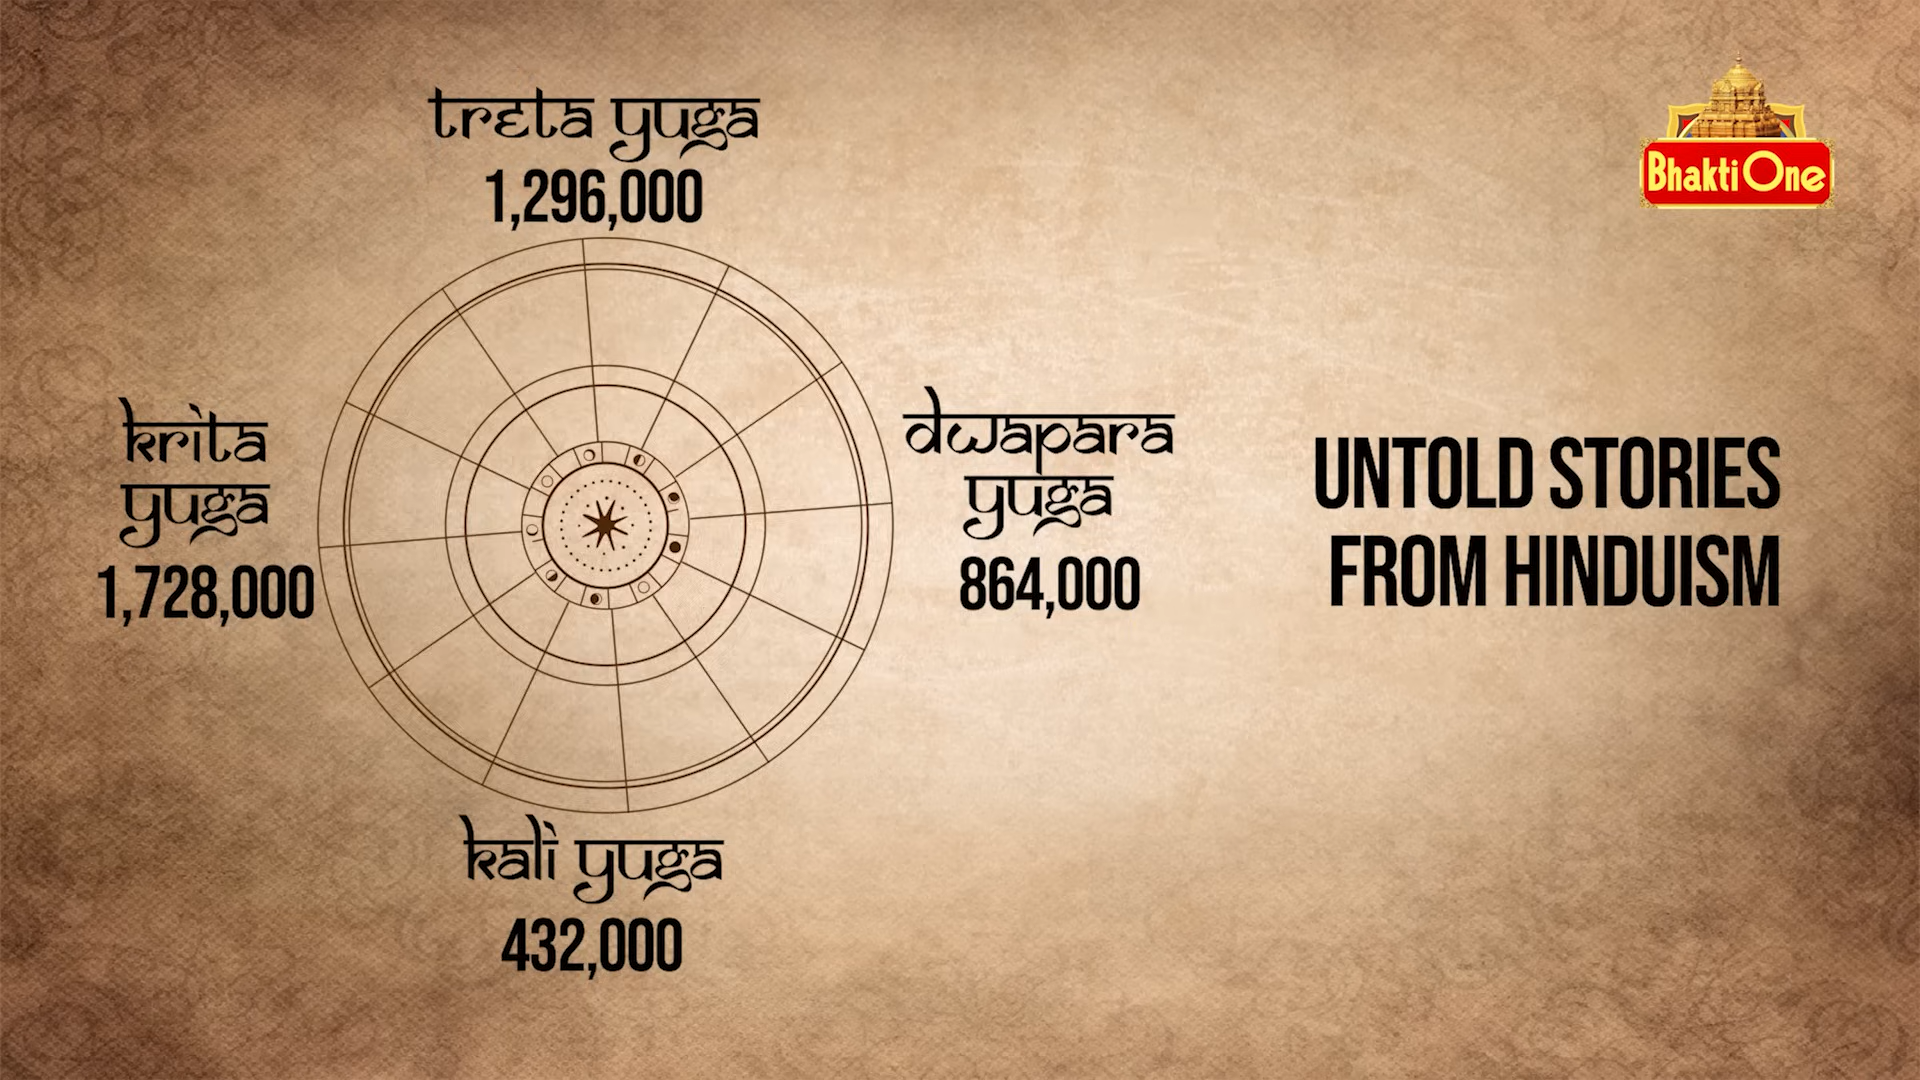 treta yuga
1,296,000
Bhakti One
krita
yuga
1,728,000
dwapara
yuga
864,000
UNTOLD STORIES
FROM HINDUISM
kali yuga
432,000